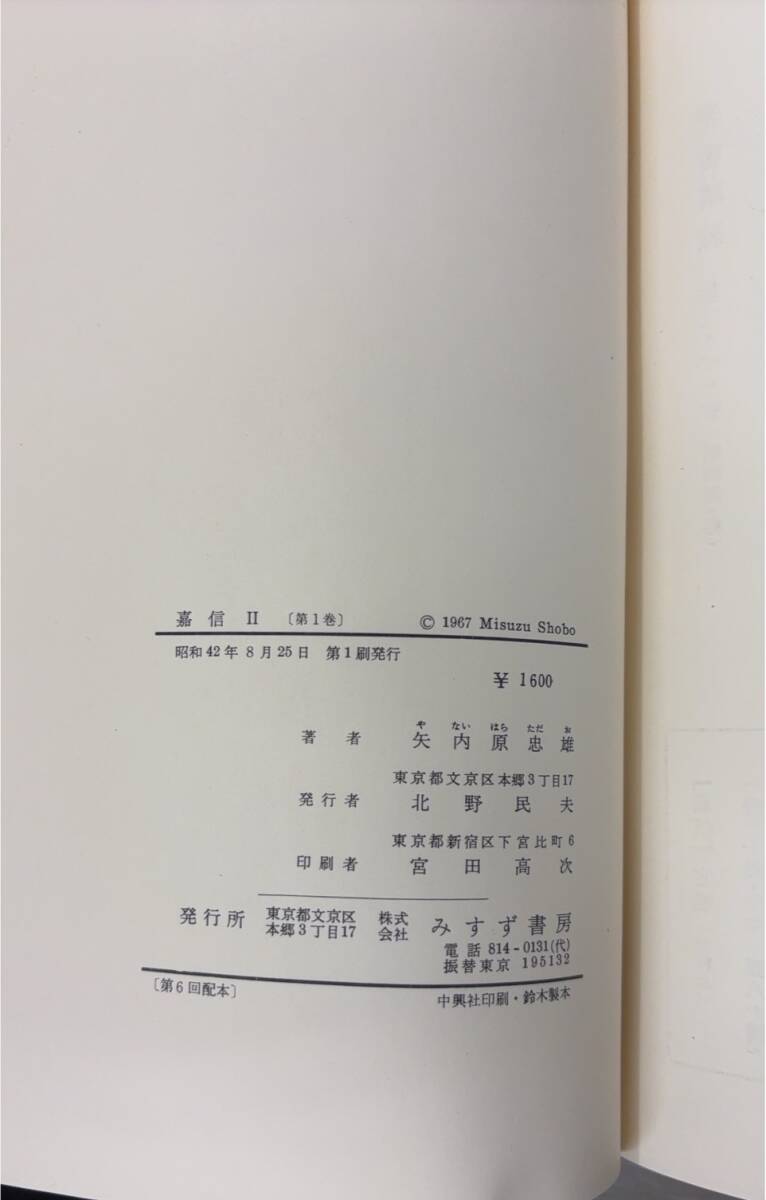 嘉信 II 〔第1巻〕 © 1967 Misuzu Shobo
昭和42年8月25日 第1刷発行
¥ 1600
や ない はら ただ お
著者 矢内原忠雄
東京都文京区本郷3丁目17
発行者 北野民夫
東京都新宿区下宮比町6
印刷者 宮田高次
発行所 東京都文京区 株式 みすず書房
本郷3丁目17 会社
電話 814-0131(代)
振替東京 195132
〔第6回配本〕 中興社印刷・鈴木製本